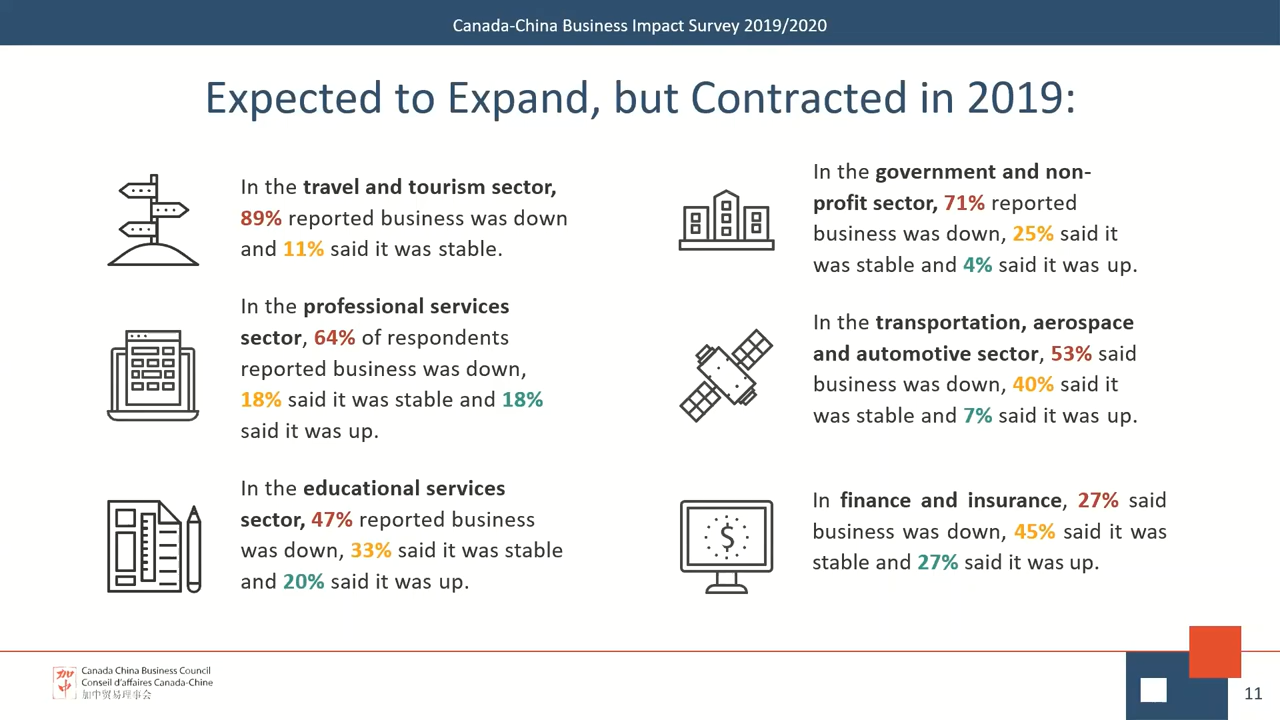 Canada-China Business Impact Survey 2019/2020
Expected to Expand, but Contracted in 2019:
In the travel and tourism sector,
89% reported business was down
and 11% said it was stable.
In the professional services
sector, 64% of respondents
reported business was down,
18% said it was stable and 18%
said it was up.
In the educational services
sector, 47% reported business
was down, 33% said it was stable
and 20% said it was up.
In the government and non-
profit sector, 71% reported
business was down, 25% said it
was stable and 4% said it was up.
In the transportation, aerospace
and automotive sector, 53% said
business was down, 40% said it
was stable and 7% said it was up.
In finance and insurance, 27% said
business was down, 45% said it was
stable and 27% said it was up.
$
加中
Canada China Business Council
Conseil d'affaires Canada-Chine
加中贸易理事会
11